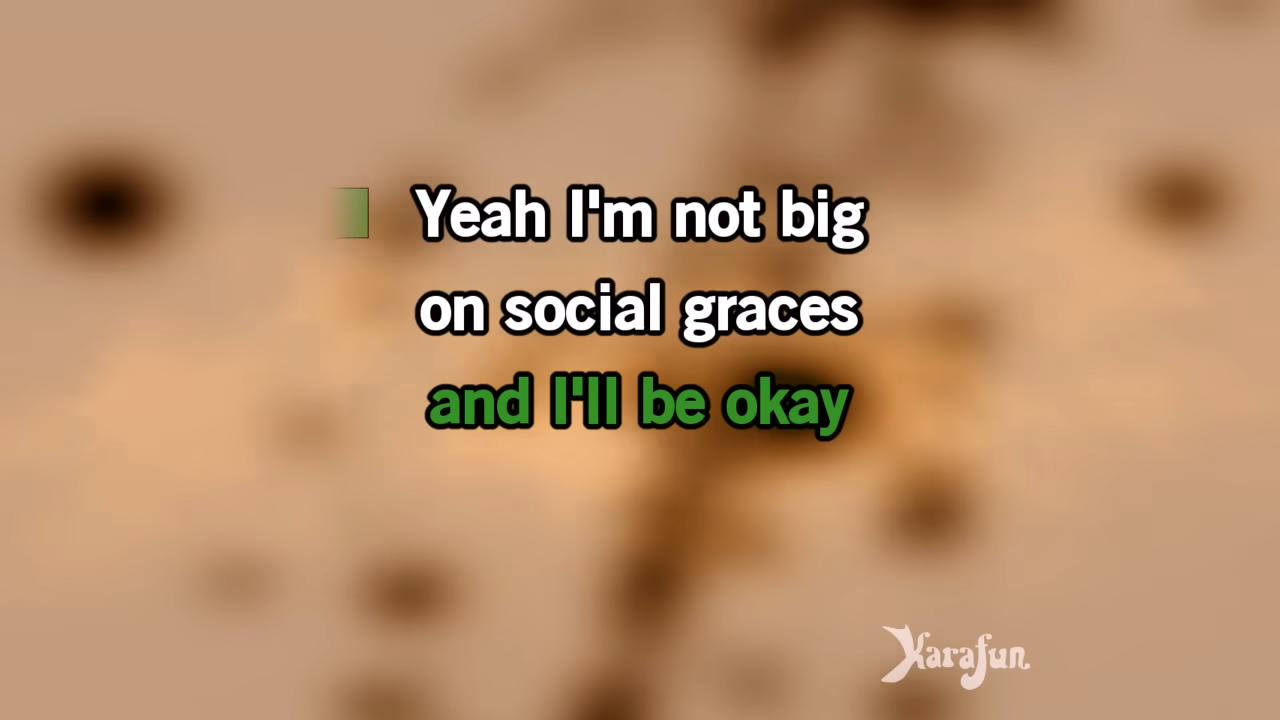 Yeah I'm not big
on social graces
and I'll be okay
Karafun